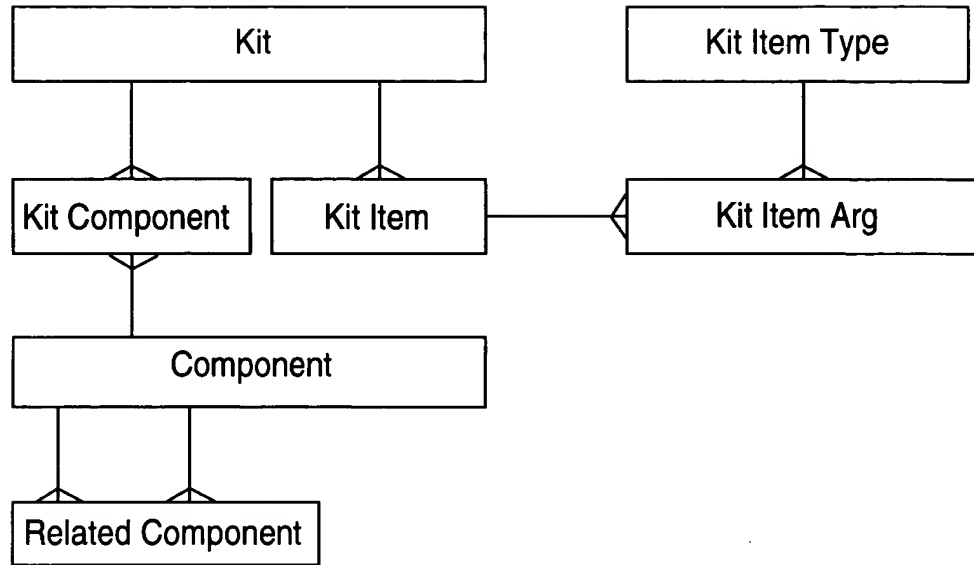 Kit
Kit Item Type
Kit Component
Kit Item
Kit Item Arg
Component
Related Component